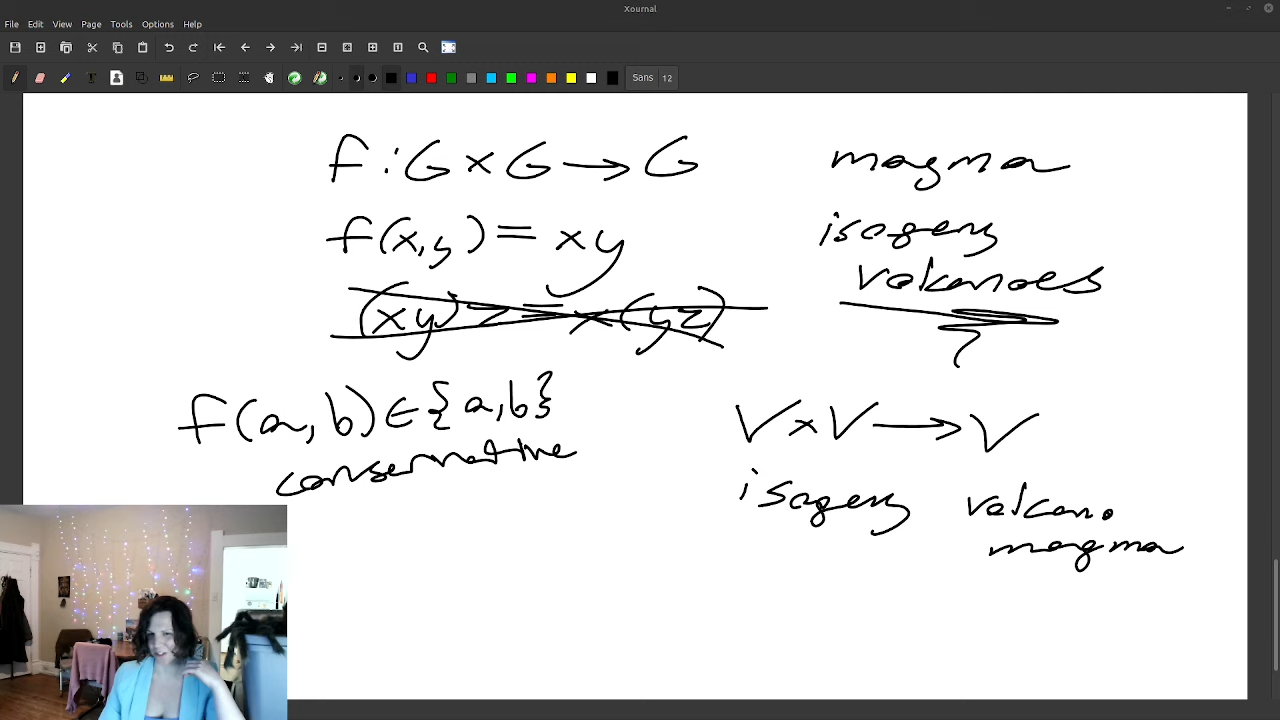 Xournal
File Edit View Page Tools Options Help
Sans 12
f : G × G → G
magma
f(x,y) = xy
isogeny
volcanoes
(xy)z = x(yz)
?
f(a,b) ∈ {a,b}
conservative
V × V → V
isogeny volcano
magma